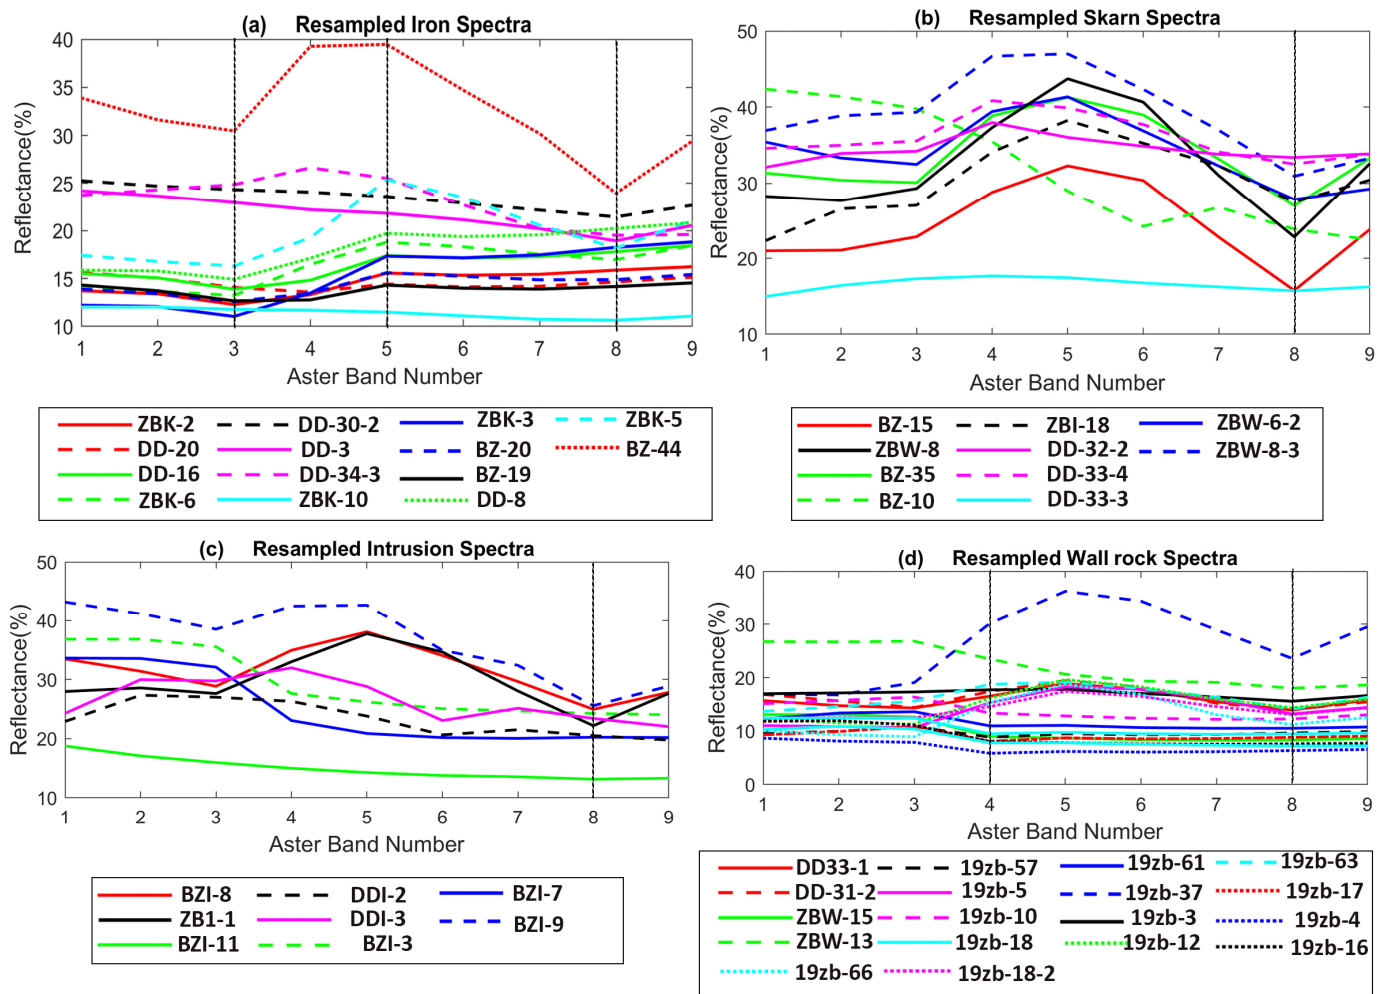 (a) Resampled Iron Spectra
40
35
30
25
20
15
10
Reflectance(%)
1 2 3 4 5 6 7 8 9
Aster Band Number
ZBK-2 DD-30-2 ZBK-3 ZBK-5
DD-20 DD-3 BZ-20 BZ-44
DD-16 DD-34-3 BZ-19
ZBK-6 ZBK-10 DD-8
(b) Resampled Skarn Spectra
50
40
30
20
10
Reflectance(%)
1 2 3 4 5 6 7 8 9
Aster Band Number
BZ-15 ZBI-18 ZBW-6-2
ZBW-8 DD-32-2 ZBW-8-3
BZ-35 DD-33-4
BZ-10 DD-33-3
(c) Resampled Intrusion Spectra
50
40
30
20
10
Reflectance(%)
1 2 3 4 5 6 7 8 9
Aster Band Number
BZI-8 DDI-2 BZI-7
ZB1-1 DDI-3 BZI-9
BZI-11 BZI-3
(d) Resampled Wall rock Spectra
40
30
20
10
0
Reflectance(%)
1 2 3 4 5 6 7 8 9
Aster Band Number
DD33-1 19zb-57 19zb-61 19zb-63
DD-31-2 19zb-5 19zb-37 19zb-17
ZBW-15 19zb-10 19zb-3 19zb-4
ZBW-13 19zb-18 19zb-12 19zb-16
19zb-66 19zb-18-2